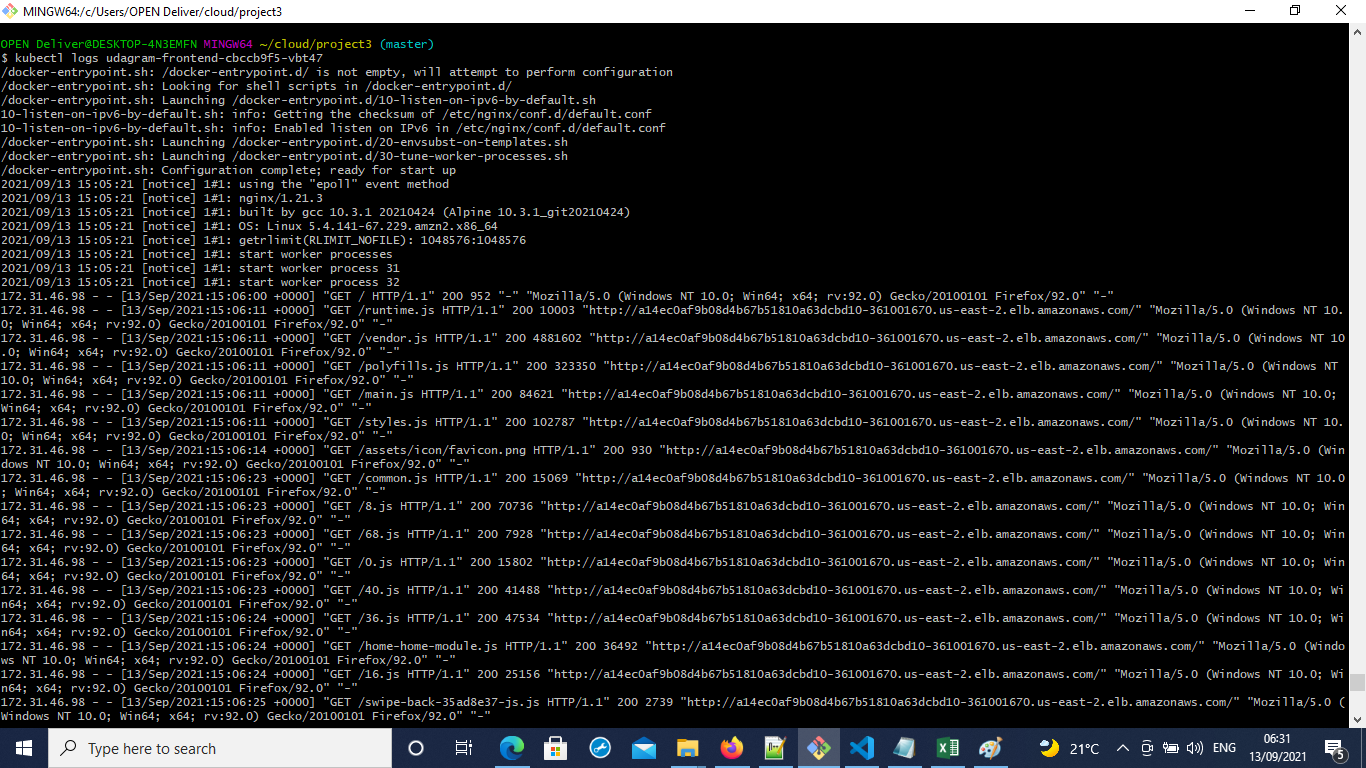 MINGW64:/c/Users/OPEN Deliver/cloud/project3
OPEN Deliver@DESKTOP-4N3EMFN MINGW64 ~/cloud/project3 (master)
$ kubectl logs udagram-frontend-cbccb9f5-vbt47
/docker-entrypoint.sh: /docker-entrypoint.d/ is not empty, will attempt to perform configuration
/docker-entrypoint.sh: Looking for shell scripts in /docker-entrypoint.d/
/docker-entrypoint.sh: Launching /docker-entrypoint.d/10-listen-on-ipv6-by-default.sh
10-listen-on-ipv6-by-default.sh: info: Getting the checksum of /etc/nginx/conf.d/default.conf
10-listen-on-ipv6-by-default.sh: info: Enabled listen on IPv6 in /etc/nginx/conf.d/default.conf
/docker-entrypoint.sh: Launching /docker-entrypoint.d/20-envsubst-on-templates.sh
/docker-entrypoint.sh: Launching /docker-entrypoint.d/30-tune-worker-processes.sh
/docker-entrypoint.sh: Configuration complete; ready for start up
2021/09/13 15:05:21 [notice] 1#1: using the "epoll" event method
2021/09/13 15:05:21 [notice] 1#1: nginx/1.21.3
2021/09/13 15:05:21 [notice] 1#1: built by gcc 10.3.1 20210424 (Alpine 10.3.1_git20210424)
2021/09/13 15:05:21 [notice] 1#1: OS: Linux 5.4.141-67.229.amzn2.x86_64
2021/09/13 15:05:21 [notice] 1#1: getrlimit(RLIMIT_NOFILE): 1048576:1048576
2021/09/13 15:05:21 [notice] 1#1: start worker processes
2021/09/13 15:05:21 [notice] 1#1: start worker process 31
2021/09/13 15:05:21 [notice] 1#1: start worker process 32
172.31.46.98 - - [13/Sep/2021:15:06:00 +0000] "GET / HTTP/1.1" 200 952 "-" "Mozilla/5.0 (Windows NT 10.0; Win64; x64; rv:92.0) Gecko/20100101 Firefox/92.0" "-"
172.31.46.98 - - [13/Sep/2021:15:06:11 +0000] "GET /runtime.js HTTP/1.1" 200 10003 "http://a14ec0af9b08d4b67b51810a63dcbd10-361001670.us-east-2.elb.amazonaws.com/" "Mozilla/5.0 (Windows NT 10.
0; Win64; x64; rv:92.0) Gecko/20100101 Firefox/92.0" "-"
172.31.46.98 - - [13/Sep/2021:15:06:11 +0000] "GET /vendor.js HTTP/1.1" 200 4881602 "http://a14ec0af9b08d4b67b51810a63dcbd10-361001670.us-east-2.elb.amazonaws.com/" "Mozilla/5.0 (Windows NT 10
.0; Win64; x64; rv:92.0) Gecko/20100101 Firefox/92.0" "-"
172.31.46.98 - - [13/Sep/2021:15:06:11 +0000] "GET /polyfills.js HTTP/1.1" 200 323350 "http://a14ec0af9b08d4b67b51810a63dcbd10-361001670.us-east-2.elb.amazonaws.com/" "Mozilla/5.0 (Windows NT
10.0; Win64; x64; rv:92.0) Gecko/20100101 Firefox/92.0" "-"
172.31.46.98 - - [13/Sep/2021:15:06:11 +0000] "GET /main.js HTTP/1.1" 200 84621 "http://a14ec0af9b08d4b67b51810a63dcbd10-361001670.us-east-2.elb.amazonaws.com/" "Mozilla/5.0 (Windows NT 10.0;
Win64; x64; rv:92.0) Gecko/20100101 Firefox/92.0" "-"
172.31.46.98 - - [13/Sep/2021:15:06:11 +0000] "GET /styles.js HTTP/1.1" 200 102787 "http://a14ec0af9b08d4b67b51810a63dcbd10-361001670.us-east-2.elb.amazonaws.com/" "Mozilla/5.0 (Windows NT 10.
0; Win64; x64; rv:92.0) Gecko/20100101 Firefox/92.0" "-"
172.31.46.98 - - [13/Sep/2021:15:06:14 +0000] "GET /assets/icon/favicon.png HTTP/1.1" 200 930 "http://a14ec0af9b08d4b67b51810a63dcbd10-361001670.us-east-2.elb.amazonaws.com/" "Mozilla/5.0 (Win
dows NT 10.0; Win64; x64; rv:92.0) Gecko/20100101 Firefox/92.0" "-"
172.31.46.98 - - [13/Sep/2021:15:06:23 +0000] "GET /common.js HTTP/1.1" 200 15069 "http://a14ec0af9b08d4b67b51810a63dcbd10-361001670.us-east-2.elb.amazonaws.com/" "Mozilla/5.0 (Windows NT 10.0
; Win64; x64; rv:92.0) Gecko/20100101 Firefox/92.0" "-"
172.31.46.98 - - [13/Sep/2021:15:06:23 +0000] "GET /8.js HTTP/1.1" 200 70736 "http://a14ec0af9b08d4b67b51810a63dcbd10-361001670.us-east-2.elb.amazonaws.com/" "Mozilla/5.0 (Windows NT 10.0; Win
64; x64; rv:92.0) Gecko/20100101 Firefox/92.0" "-"
172.31.46.98 - - [13/Sep/2021:15:06:23 +0000] "GET /68.js HTTP/1.1" 200 7928 "http://a14ec0af9b08d4b67b51810a63dcbd10-361001670.us-east-2.elb.amazonaws.com/" "Mozilla/5.0 (Windows NT 10.0; Win
64; x64; rv:92.0) Gecko/20100101 Firefox/92.0" "-"
172.31.46.98 - - [13/Sep/2021:15:06:23 +0000] "GET /0.js HTTP/1.1" 200 15802 "http://a14ec0af9b08d4b67b51810a63dcbd10-361001670.us-east-2.elb.amazonaws.com/" "Mozilla/5.0 (Windows NT 10.0; Win
64; x64; rv:92.0) Gecko/20100101 Firefox/92.0" "-"
172.31.46.98 - - [13/Sep/2021:15:06:23 +0000] "GET /40.js HTTP/1.1" 200 41488 "http://a14ec0af9b08d4b67b51810a63dcbd10-361001670.us-east-2.elb.amazonaws.com/" "Mozilla/5.0 (Windows NT 10.0; Wi
n64; x64; rv:92.0) Gecko/20100101 Firefox/92.0" "-"
172.31.46.98 - - [13/Sep/2021:15:06:24 +0000] "GET /36.js HTTP/1.1" 200 47534 "http://a14ec0af9b08d4b67b51810a63dcbd10-361001670.us-east-2.elb.amazonaws.com/" "Mozilla/5.0 (Windows NT 10.0; Wi
n64; x64; rv:92.0) Gecko/20100101 Firefox/92.0" "-"
172.31.46.98 - - [13/Sep/2021:15:06:24 +0000] "GET /home-home-module.js HTTP/1.1" 200 36492 "http://a14ec0af9b08d4b67b51810a63dcbd10-361001670.us-east-2.elb.amazonaws.com/" "Mozilla/5.0 (Windo
ws NT 10.0; Win64; x64; rv:92.0) Gecko/20100101 Firefox/92.0" "-"
172.31.46.98 - - [13/Sep/2021:15:06:24 +0000] "GET /16.js HTTP/1.1" 200 25156 "http://a14ec0af9b08d4b67b51810a63dcbd10-361001670.us-east-2.elb.amazonaws.com/" "Mozilla/5.0 (Windows NT 10.0; Wi
n64; x64; rv:92.0) Gecko/20100101 Firefox/92.0" "-"
172.31.46.98 - - [13/Sep/2021:15:06:25 +0000] "GET /swipe-back-35ad8e37-js.js HTTP/1.1" 200 2739 "http://a14ec0af9b08d4b67b51810a63dcbd10-361001670.us-east-2.elb.amazonaws.com/" "Mozilla/5.0 (
Windows NT 10.0; Win64; x64; rv:92.0) Gecko/20100101 Firefox/92.0" "-"
Type here to search
21°C
ENG
06:31
13/09/2021
5